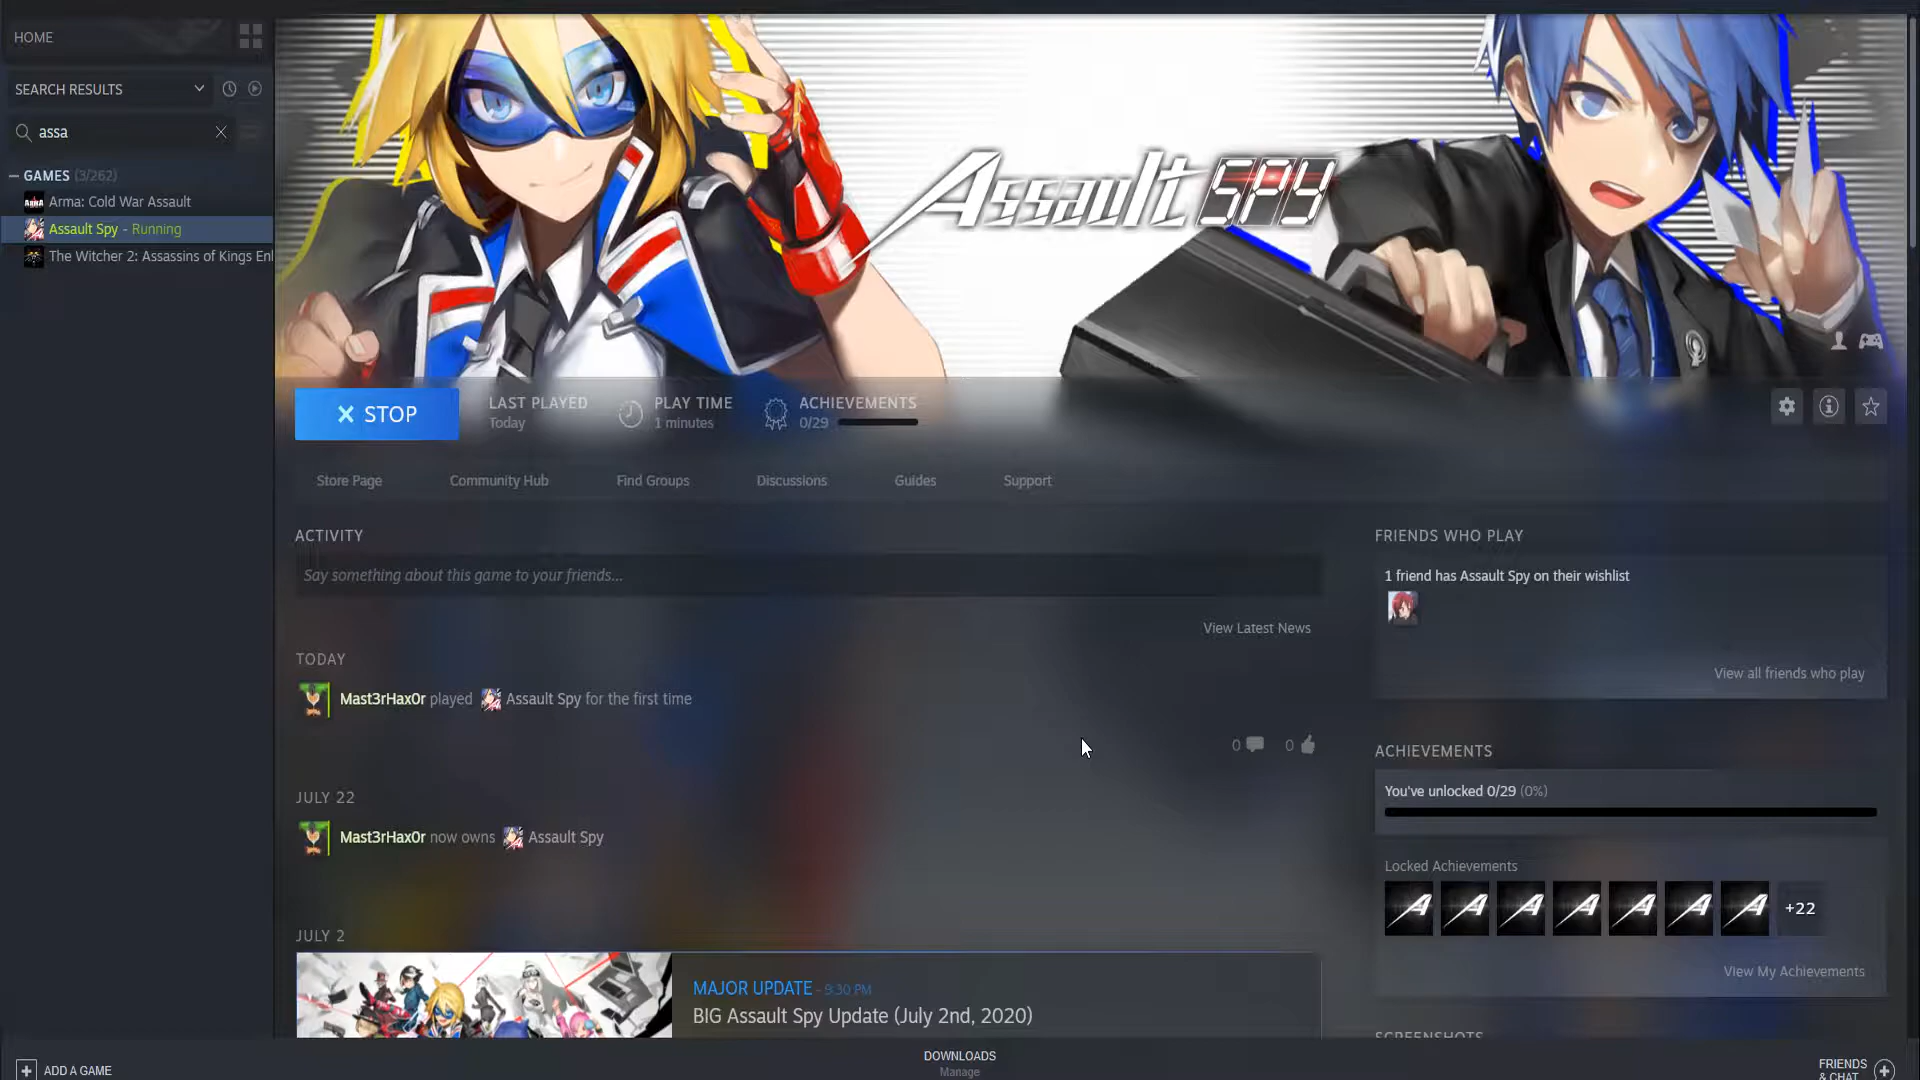 HOME
SEARCH RESULTS
assa
GAMES (3/262)
Arma: Cold War Assault
Assault Spy - Running
The Witcher 2: Assassins of Kings Enl
Assault SPY
STOP
LAST PLAYED
Today
PLAY TIME
1 minutes
ACHIEVEMENTS
0/29
Store Page
Community Hub
Find Groups
Discussions
Guides
Support
ACTIVITY
Say something about this game to your friends...
View Latest News
TODAY
Mast3rHax0r played Assault Spy for the first time
0
0
JULY 22
Mast3rHax0r now owns Assault Spy
JULY 2
MAJOR UPDATE - 9:30 PM
BIG Assault Spy Update (July 2nd, 2020)
FRIENDS WHO PLAY
1 friend has Assault Spy on their wishlist
View all friends who play
ACHIEVEMENTS
You've unlocked 0/29 (0%)
Locked Achievements
+22
View My Achievements
SCREENSHOTS
ADD A GAME
DOWNLOADS
Manage
FRIENDS
& CHAT